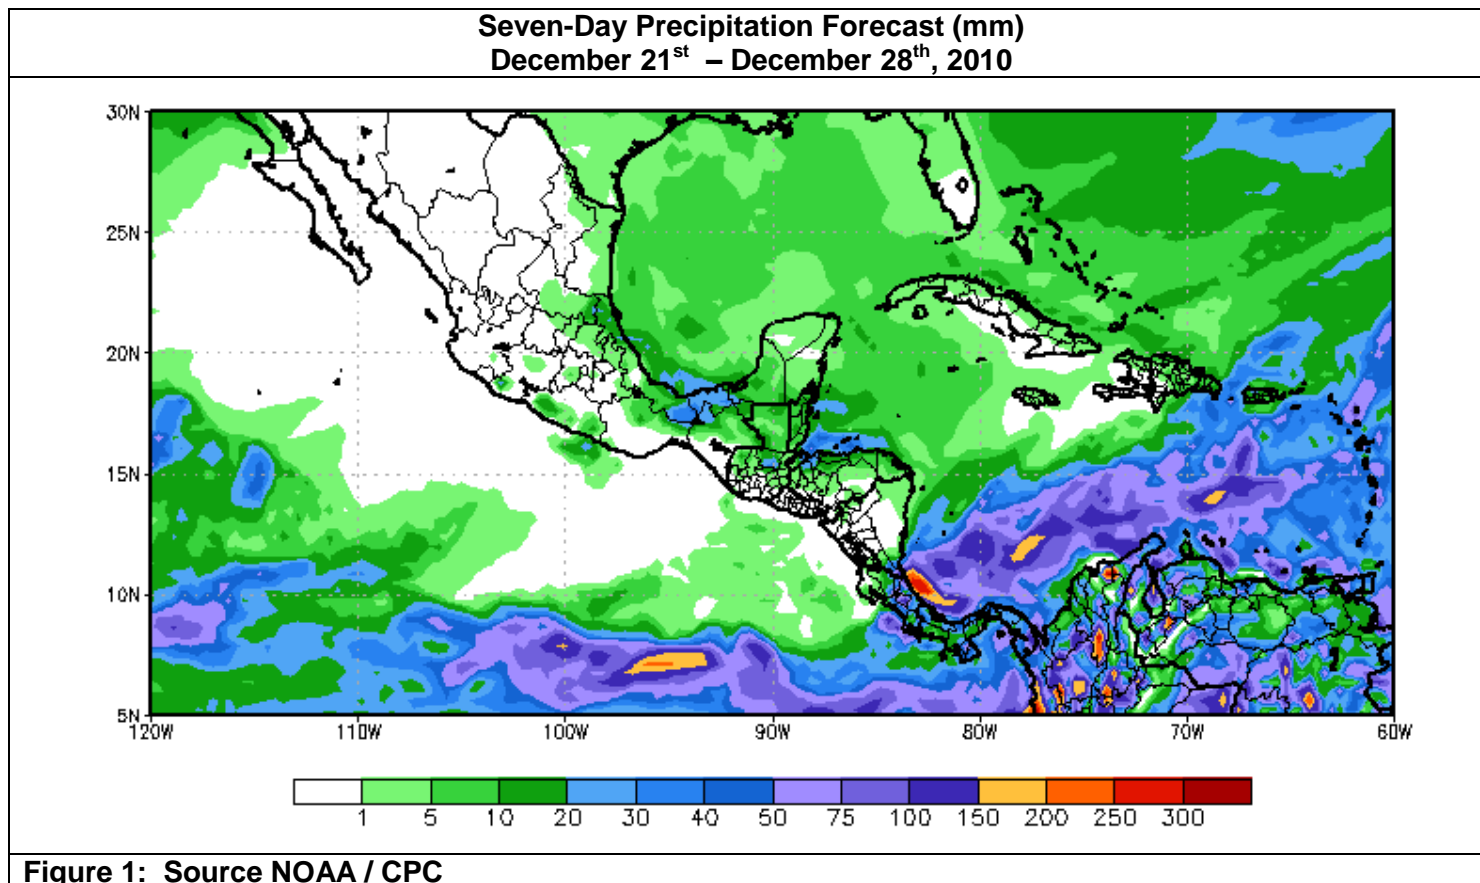 Seven-Day Precipitation Forecast (mm)
December 21st – December 28th, 2010
30N
25N
20N
15N
10N
5N
120W 110W 100W 90W 80W 70W 60W
1 5 10 20 30 40 50 75 100 150 200 250 300
Figure 1: Source NOAA / CPC